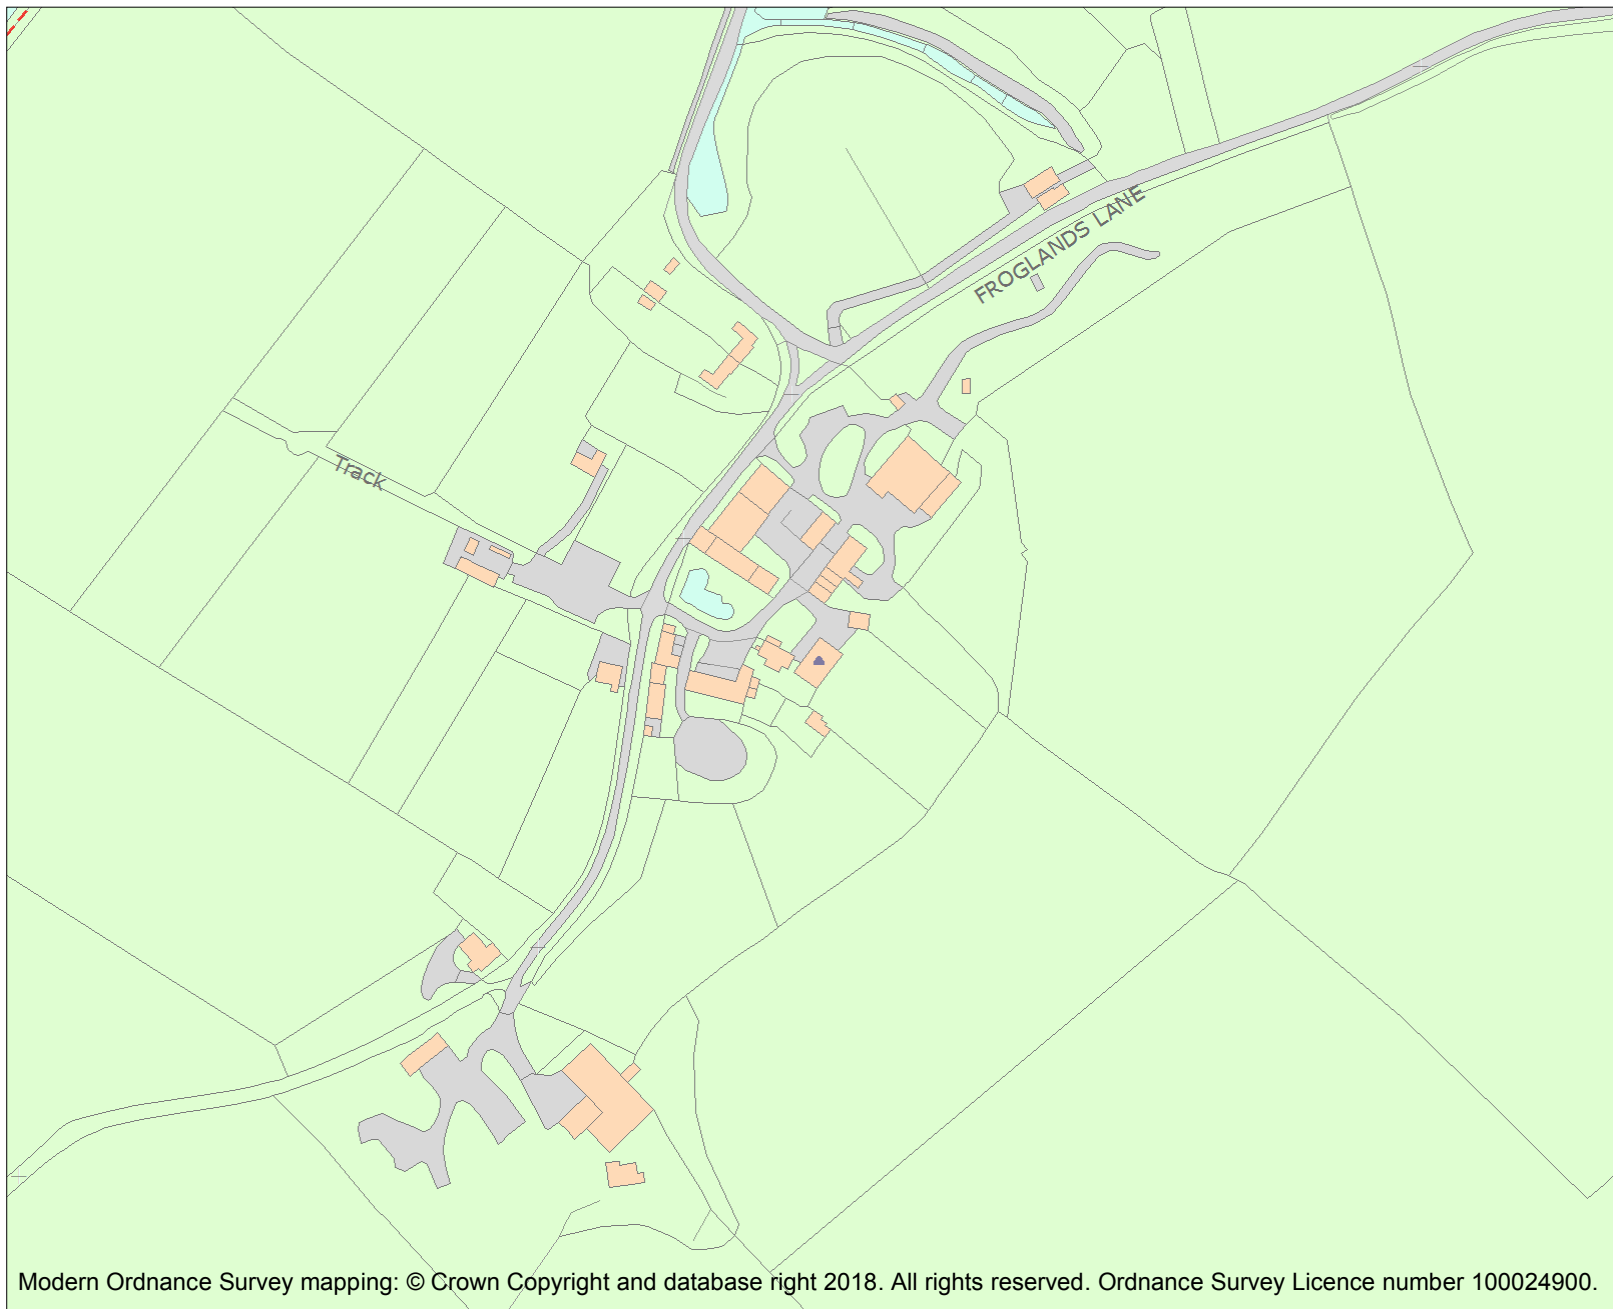 FROGLANDS LANE
Track
Modern Ordnance Survey mapping: © Crown Copyright and database right 2018. All rights reserved. Ordnance Survey Licence number 100024900.